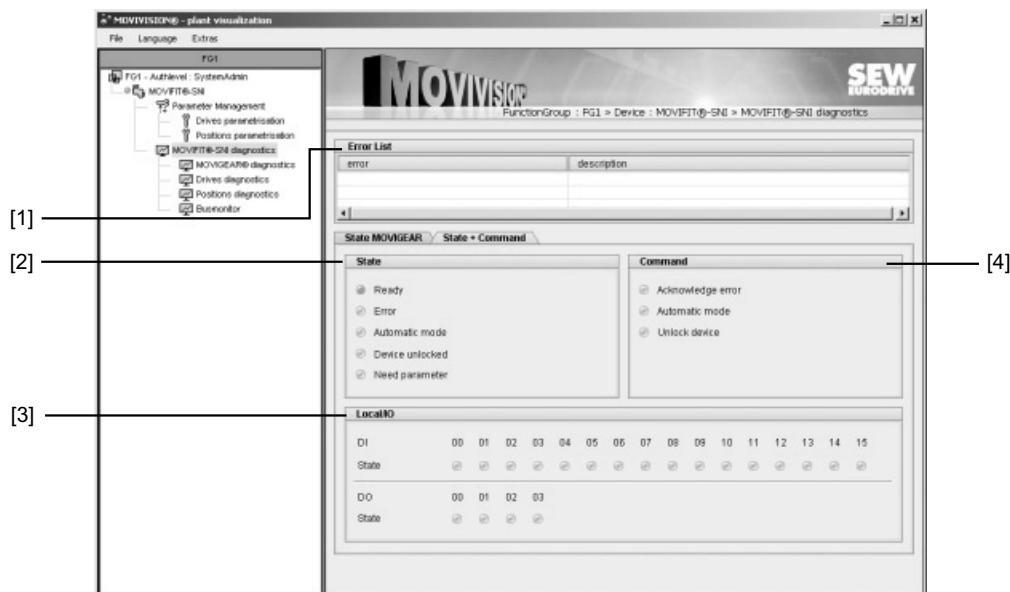 MOVIVISION® - plant visualization
File Language Extras
FG1
FG1 - Authlevel : SystemAdmin
MOVIFIT®-SNI
Parameter Management
Drives parametrisation
Positions parametrisation
MOVIFIT®-SNI diagnostics
MOVIGEAR® diagnostics
Drives diagnostics
Positions diagnostics
Busmonitor
MOVIVISION®
SEW
EURODRIVE
FunctionGroup : FG1 > Device : MOVIFIT®-SNI > MOVIFIT®-SNI diagnostics
[1]
Error List
error description
State MOVIGEAR State + Command
[2]
State
Ready
Error
Automatic mode
Device unlocked
Need parameter
Command
[4]
Acknowledge error
Automatic mode
Unlock device
[3]
Local/IO
DI 00 01 02 03 04 05 06 07 08 09 10 11 12 13 14 15
State
DO 00 01 02 03
State